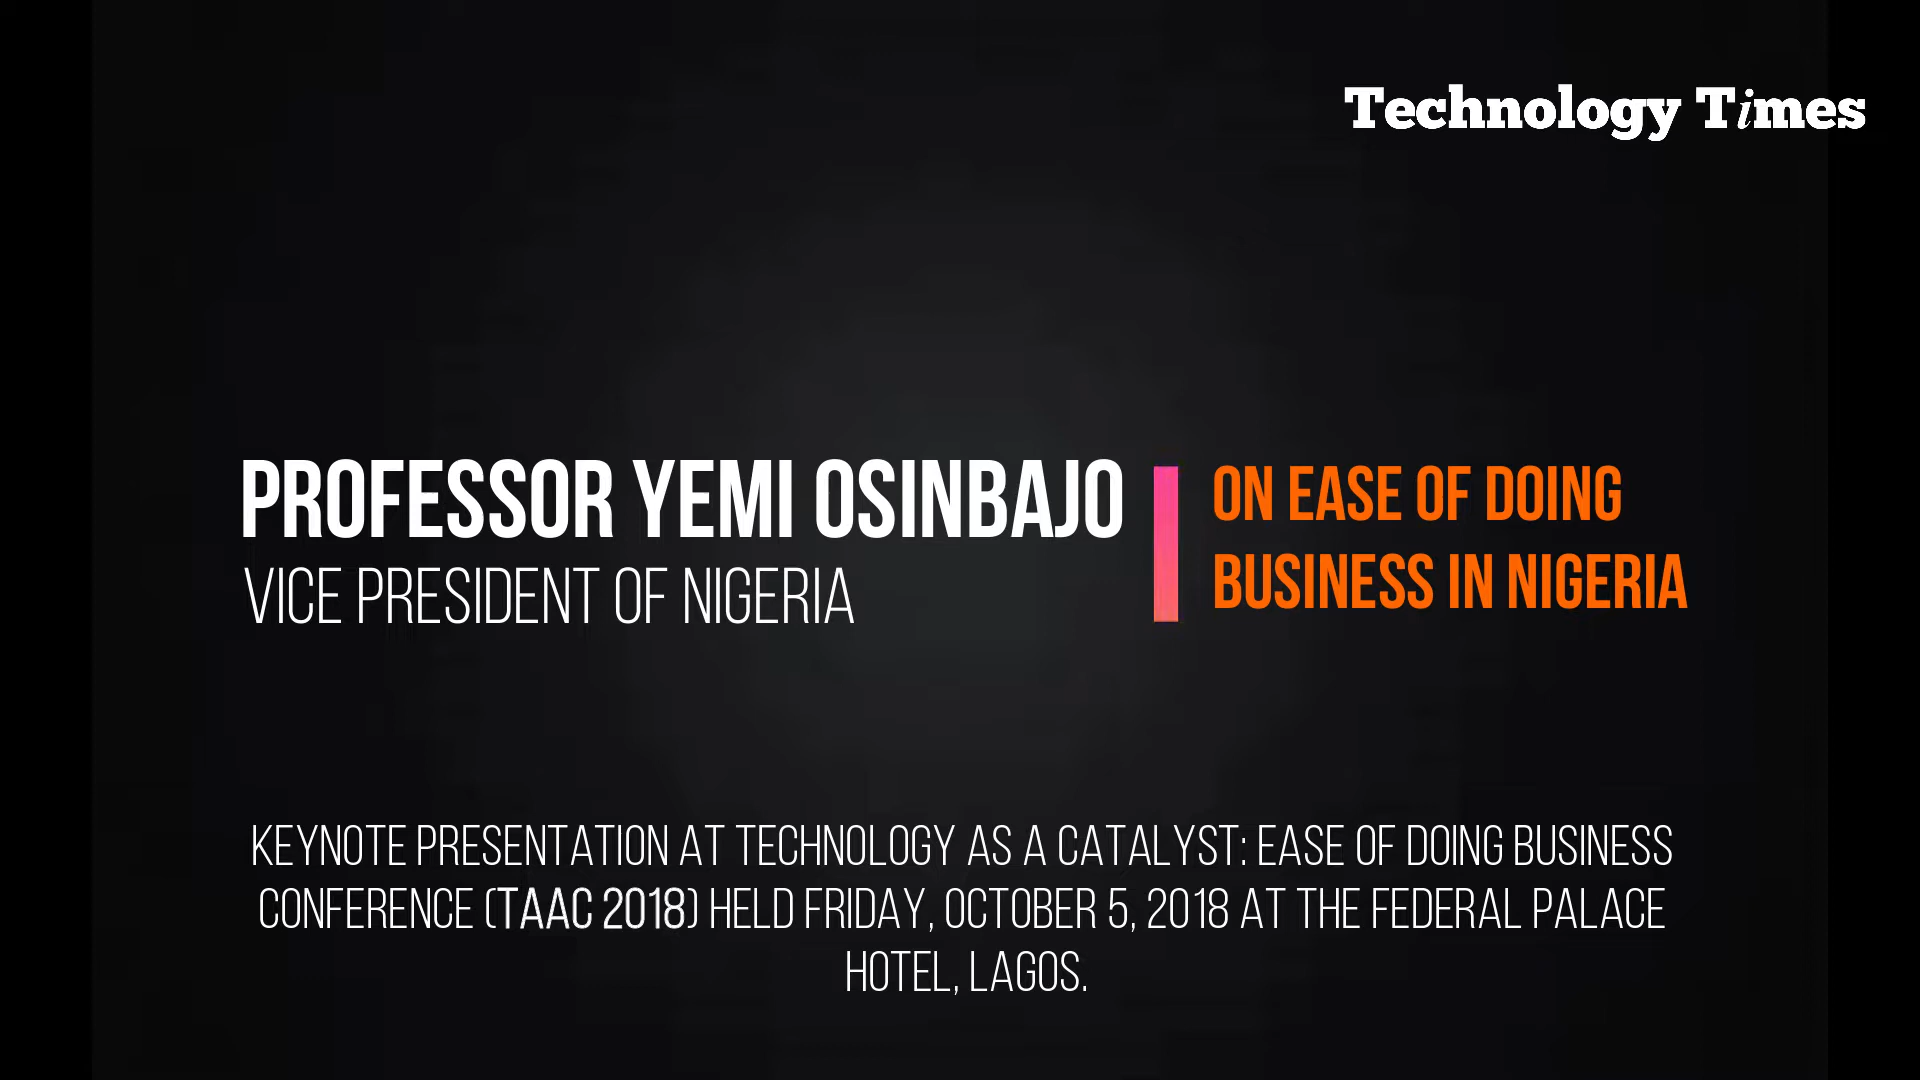 Technology Times
PROFESSOR YEMI OSINBAJO
VICE PRESIDENT OF NIGERIA
ON EASE OF DOING
BUSINESS IN NIGERIA
KEYNOTE PRESENTATION AT TECHNOLOGY AS A CATALYST: EASE OF DOING BUSINESS
CONFERENCE (TAAC 2018) HELD FRIDAY, OCTOBER 5, 2018 AT THE FEDERAL PALACE
HOTEL, LAGOS.